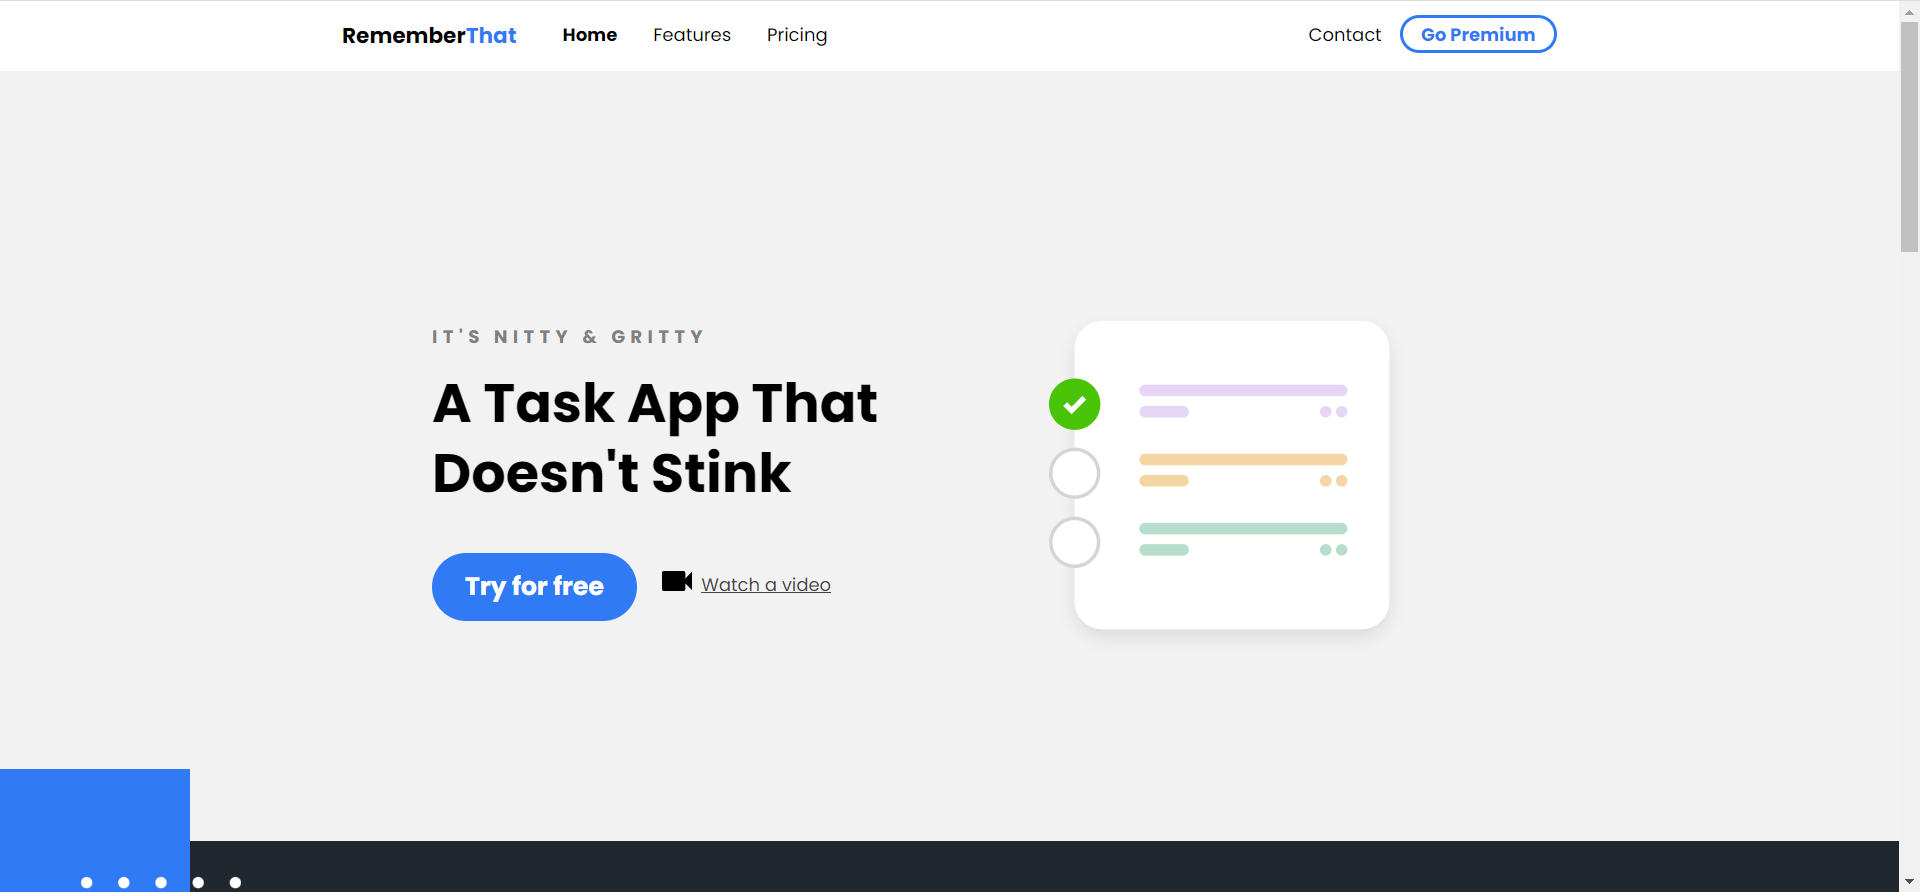 RememberThat Home Features Pricing Contact Go Premium
IT'S NITTY & GRITTY
A Task App That
Doesn't Stink
Try for free Watch a video